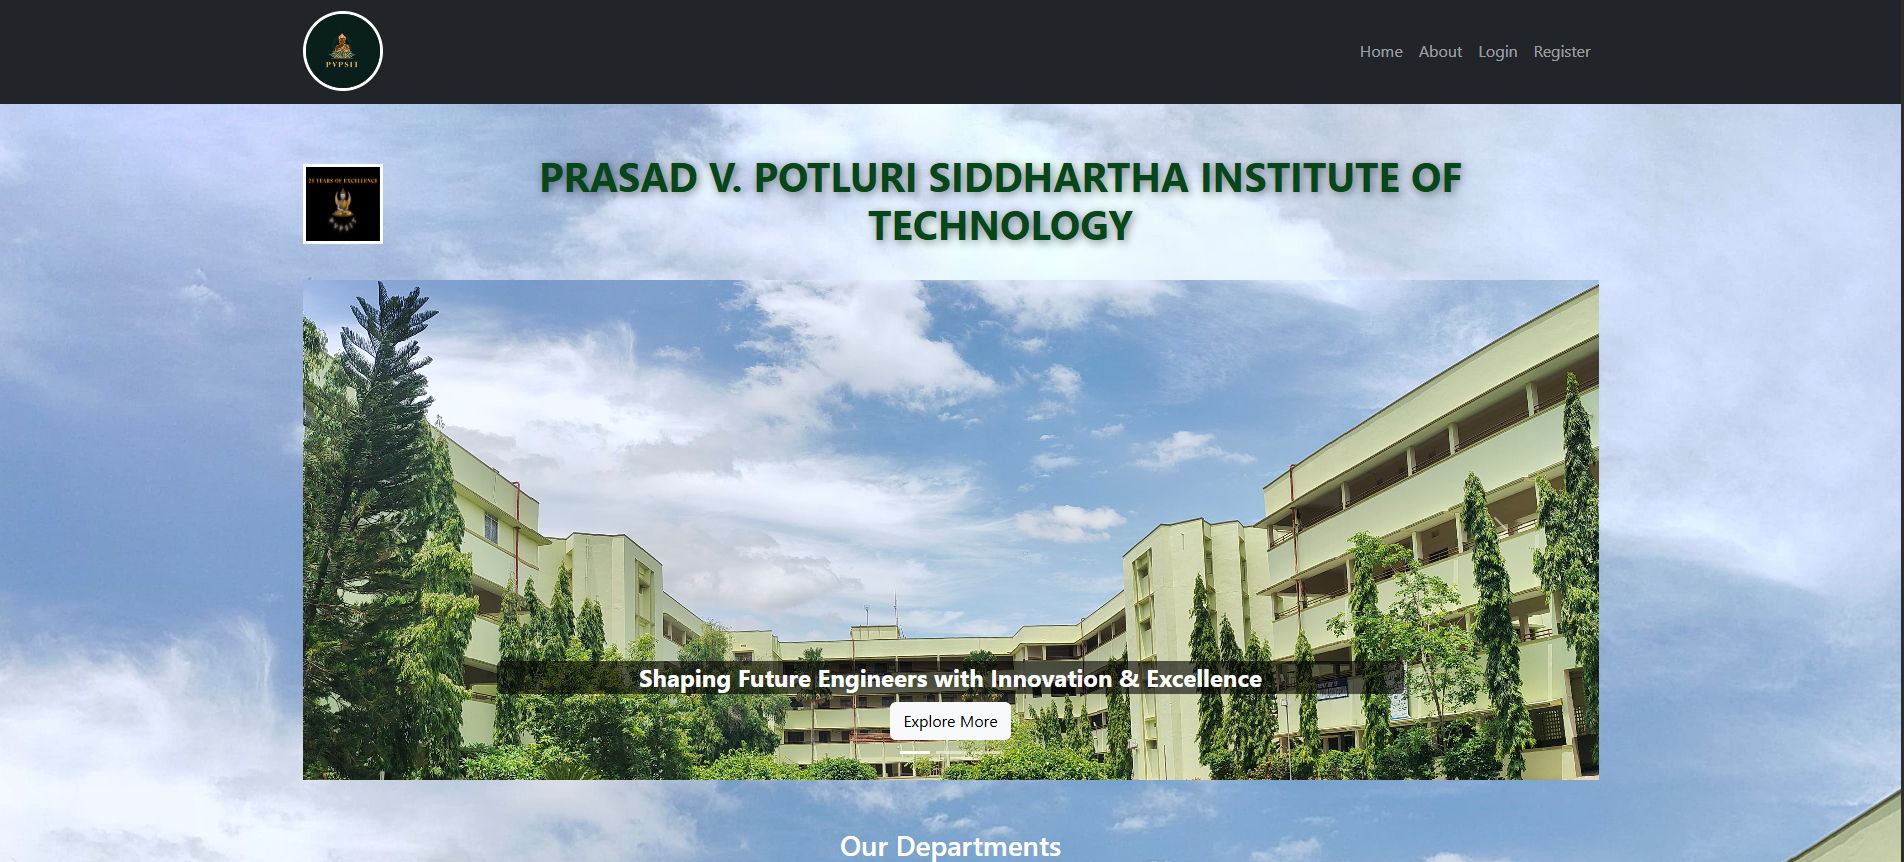 PVPSIT
Home About Login Register
25 YEARS OF EXCELLENCE
PVPSIT
PRASAD V. POTLURI SIDDHARTHA INSTITUTE OF
TECHNOLOGY
Shaping Future Engineers with Innovation & Excellence
Explore More
Our Departments